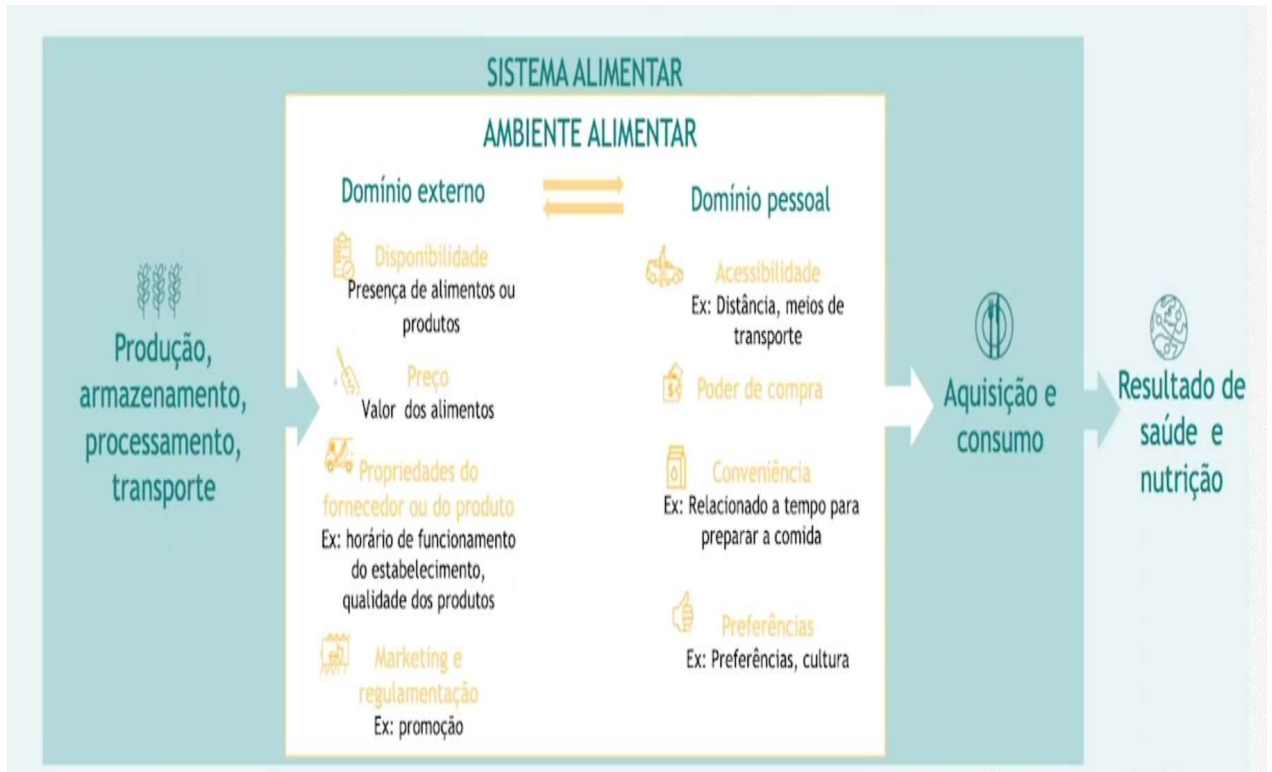 SISTEMA ALIMENTAR
AMBIENTE ALIMENTAR
Produção,
armazenamento,
processamento,
transporte
Domínio externo
Disponibilidade
Presença de alimentos ou
produtos
Preço
Valor dos alimentos
Propriedades do
fornecedor ou do produto
Ex: horário de funcionamento
do estabelecimento,
qualidade dos produtos
Marketing e
regulamentação
Ex: promoção
Domínio pessoal
Acessibilidade
Ex: Distância, meios de
transporte
Poder de compra
Conveniência
Ex: Relacionado a tempo para
preparar a comida
Preferências
Ex: Preferências, cultura
Aquisição e
consumo
Resultado de
saúde e
nutrição